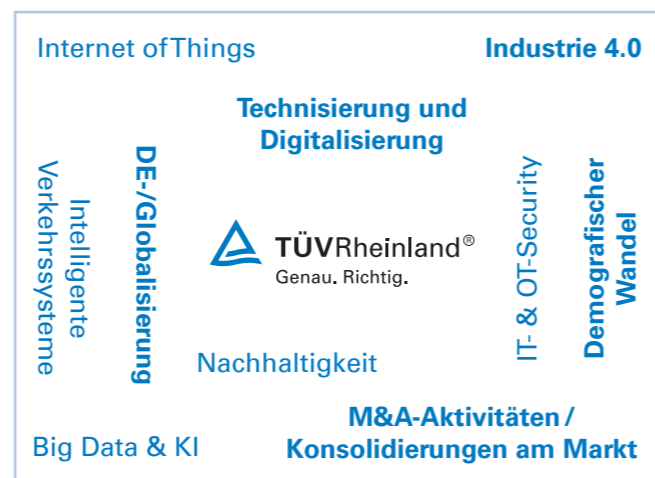 Internet of Things
Industrie 4.0
Technisierung und
Digitalisierung
Intelligente
Verkehrssysteme
DE-/Globalisierung
TÜVRheinland®
Genau. Richtig.
IT- & OT-Security
Demografischer
Wandel
Nachhaltigkeit
Big Data & KI
M&A-Aktivitäten /
Konsolidierungen am Markt